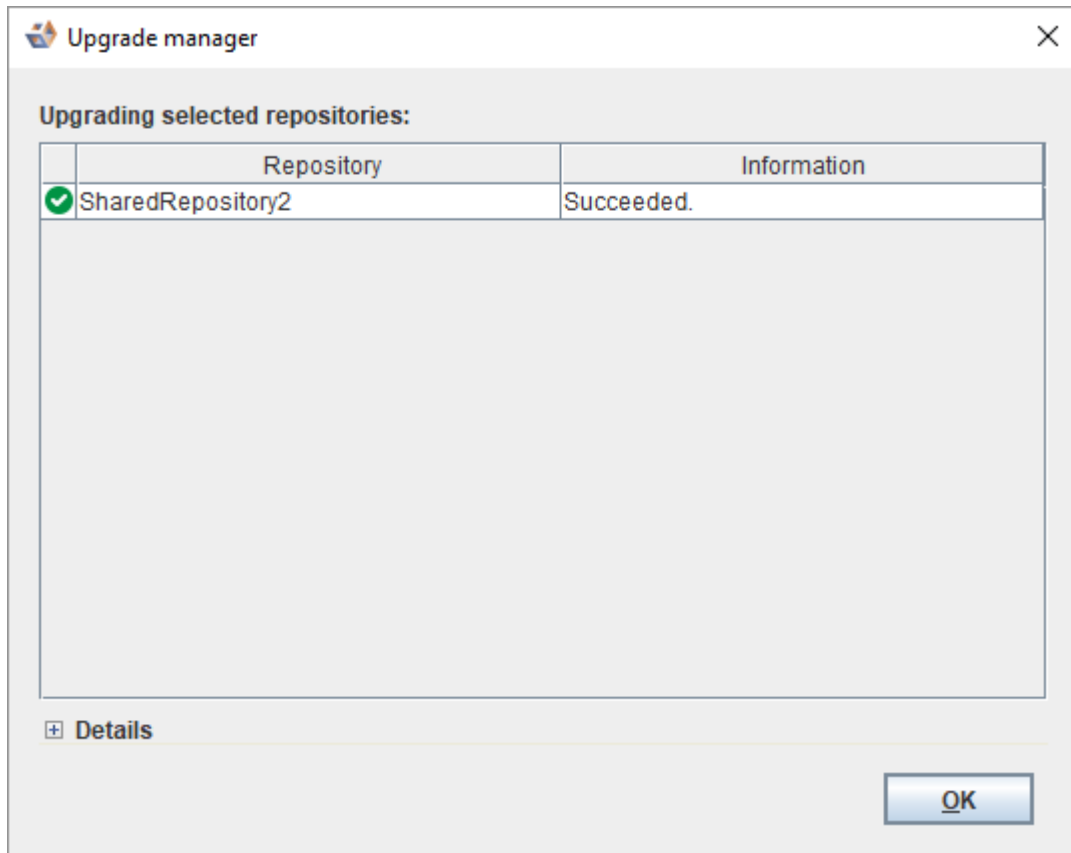 Upgrade manager
Upgrading selected repositories:
Repository Information
SharedRepository2 Succeeded.
Details
OK